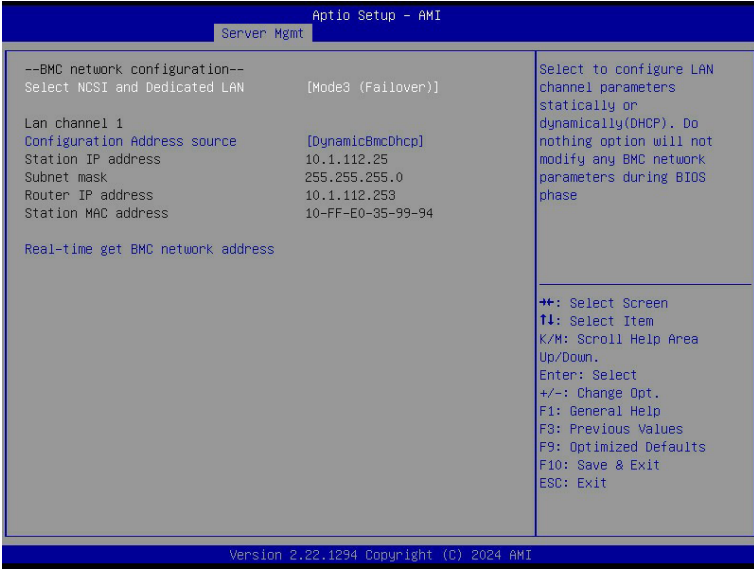 Aptio Setup - AMI
Server Mgmt
--BMC network configuration--
Select NCSI and Dedicated LAN [Mode3 (Failover)]
Lan channel 1
Configuration Address source [DynamicBmcDhcp]
Station IP address 10.1.112.25
Subnet mask 255.255.255.0
Router IP address 10.1.112.253
Station MAC address 10-FF-E0-35-99-94
Real-time get BMC network address
Select to configure LAN
channel parameters
statically or
dynamically(DHCP). Do
nothing option will not
modify any BMC network
parameters during BIOS
phase
→←: Select Screen
↑↓: Select Item
K/M: Scroll Help Area
Up/Down.
Enter: Select
+/-: Change Opt.
F1: General Help
F3: Previous Values
F9: Optimized Defaults
F10: Save & Exit
ESC: Exit
Version 2.22.1294 Copyright (C) 2024 AMI